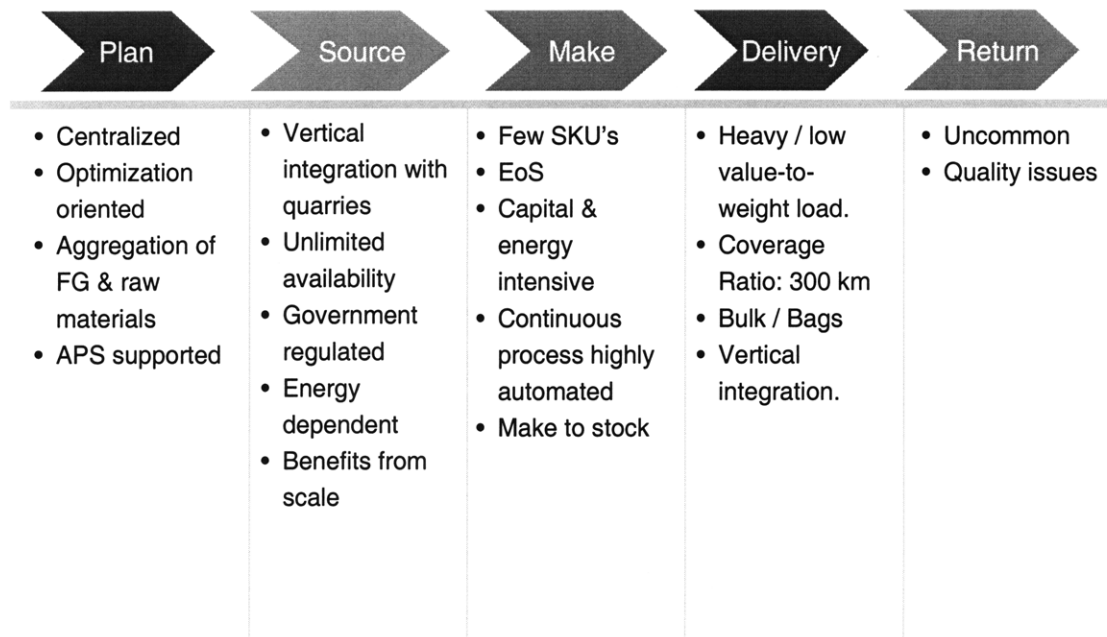 Plan
Source
Make
Delivery
Return
• Centralized
• Optimization
oriented
• Aggregation of
FG & raw
materials
• APS supported
• Vertical
integration with
quarries
• Unlimited
availability
• Government
regulated
• Energy
dependent
• Benefits from
scale
• Few SKU's
• EoS
• Capital &
energy
intensive
• Continuous
process highly
automated
• Make to stock
• Heavy / low
value-to-
weight load.
• Coverage
Ratio: 300 km
• Bulk / Bags
• Vertical
integration.
• Uncommon
• Quality issues